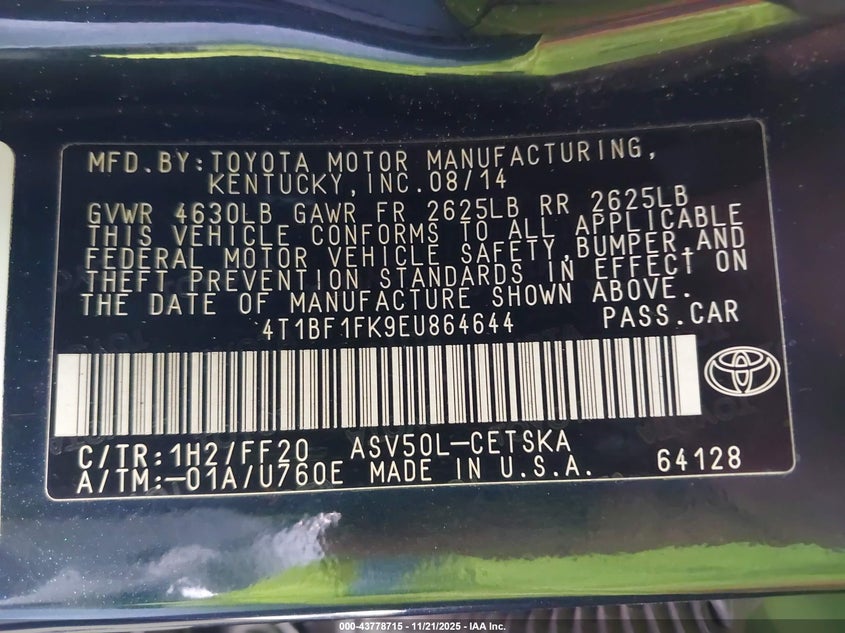 MFD.BY:TOYOTA MOTOR MANUFACTURING,
KENTUCKY,INC.08/14
GVWR 4630LB GAWR FR 2625LB RR 2625LB
THIS VEHICLE CONFORMS TO ALL APPLICABLE
FEDERAL MOTOR VEHICLE SAFETY,BUMPER,AND
THEFT PREVENTION STANDARDS IN EFFECT ON
THE DATE OF MANUFACTURE SHOWN ABOVE.
4T1BF1FK9EU864644 PASS.CAR
C/TR:1H2/FF20 ASV50L-CETSKA
A/TM:-01A/U760E MADE IN U.S.A. 64128
000-43778715 - 11/21/2025 - IAA Inc.